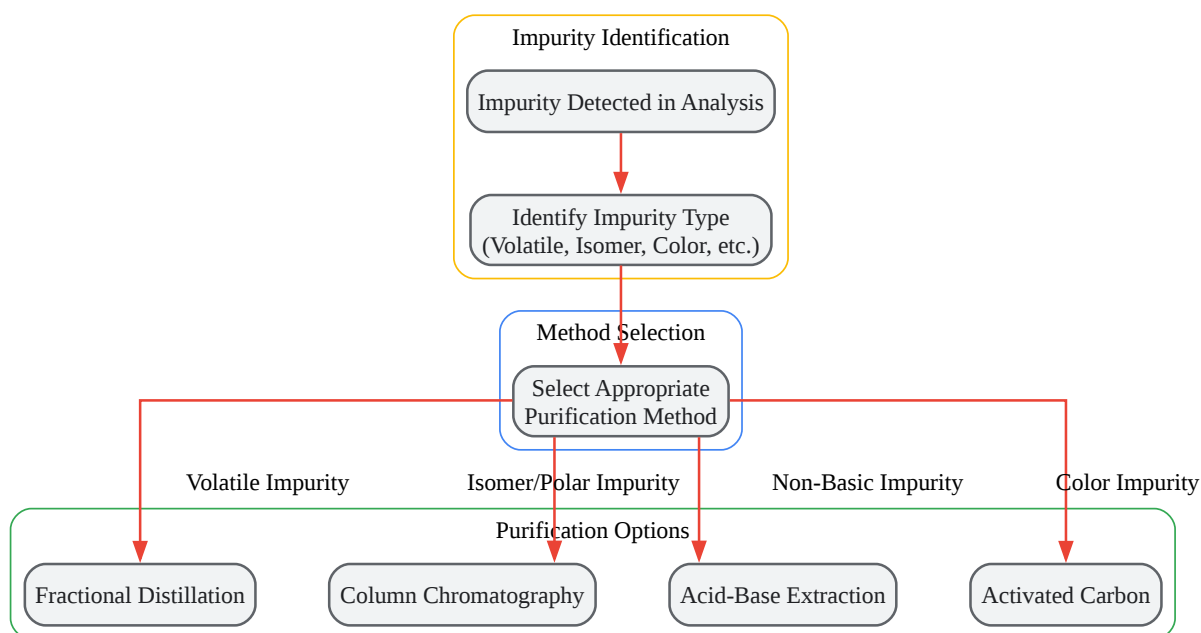 Impurity Identification
Impurity Detected in Analysis
Identify Impurity Type
(Volatile, Isomer, Color, etc.)
Method Selection
Select Appropriate
Purification Method
Volatile Impurity
Isomer/Polar Impurity
Non-Basic Impurity
Color Impurity
Purification Options
Fractional Distillation
Column Chromatography
Acid-Base Extraction
Activated Carbon